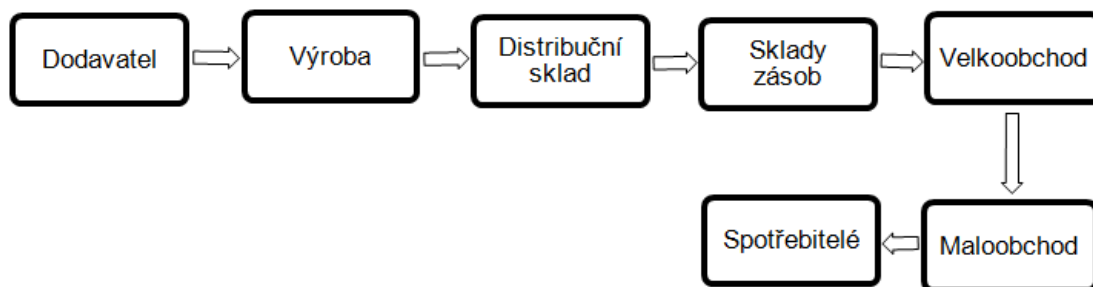 Dodavatel
Výroba
Distribuční
sklad
Sklady
zásob
Velkoobchod
Spotřebitelé
Maloobchod